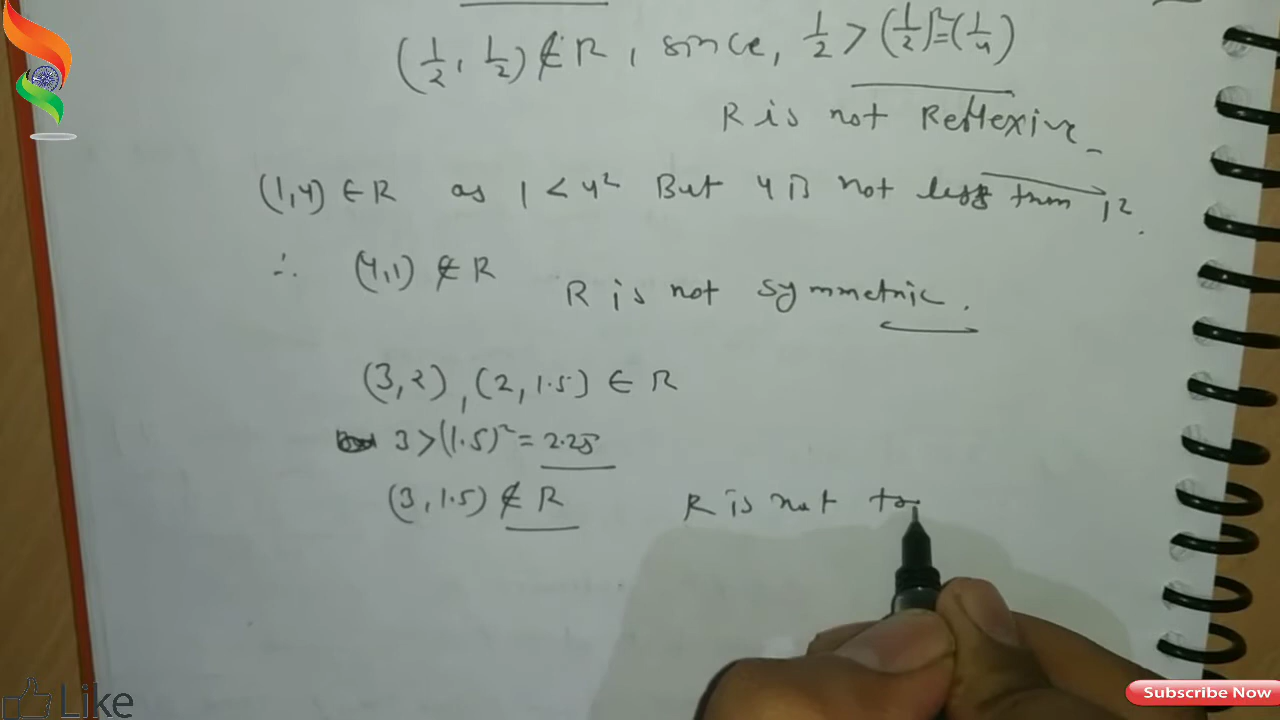 (1/2, 1/2) ∉ R, since, 1/2 > (1/2)² = (1/4)
R is not Reflexive
(1,4) ∈ R as 1 < 4² But 4 is not less than 1².
∴ (4,1) ∉ R
R is not symmetric.
(3,2), (2,1.5) ∈ R
3 > (1.5)² = 2.25
(3,1.5) ∉ R R is not
Like
Subscribe Now